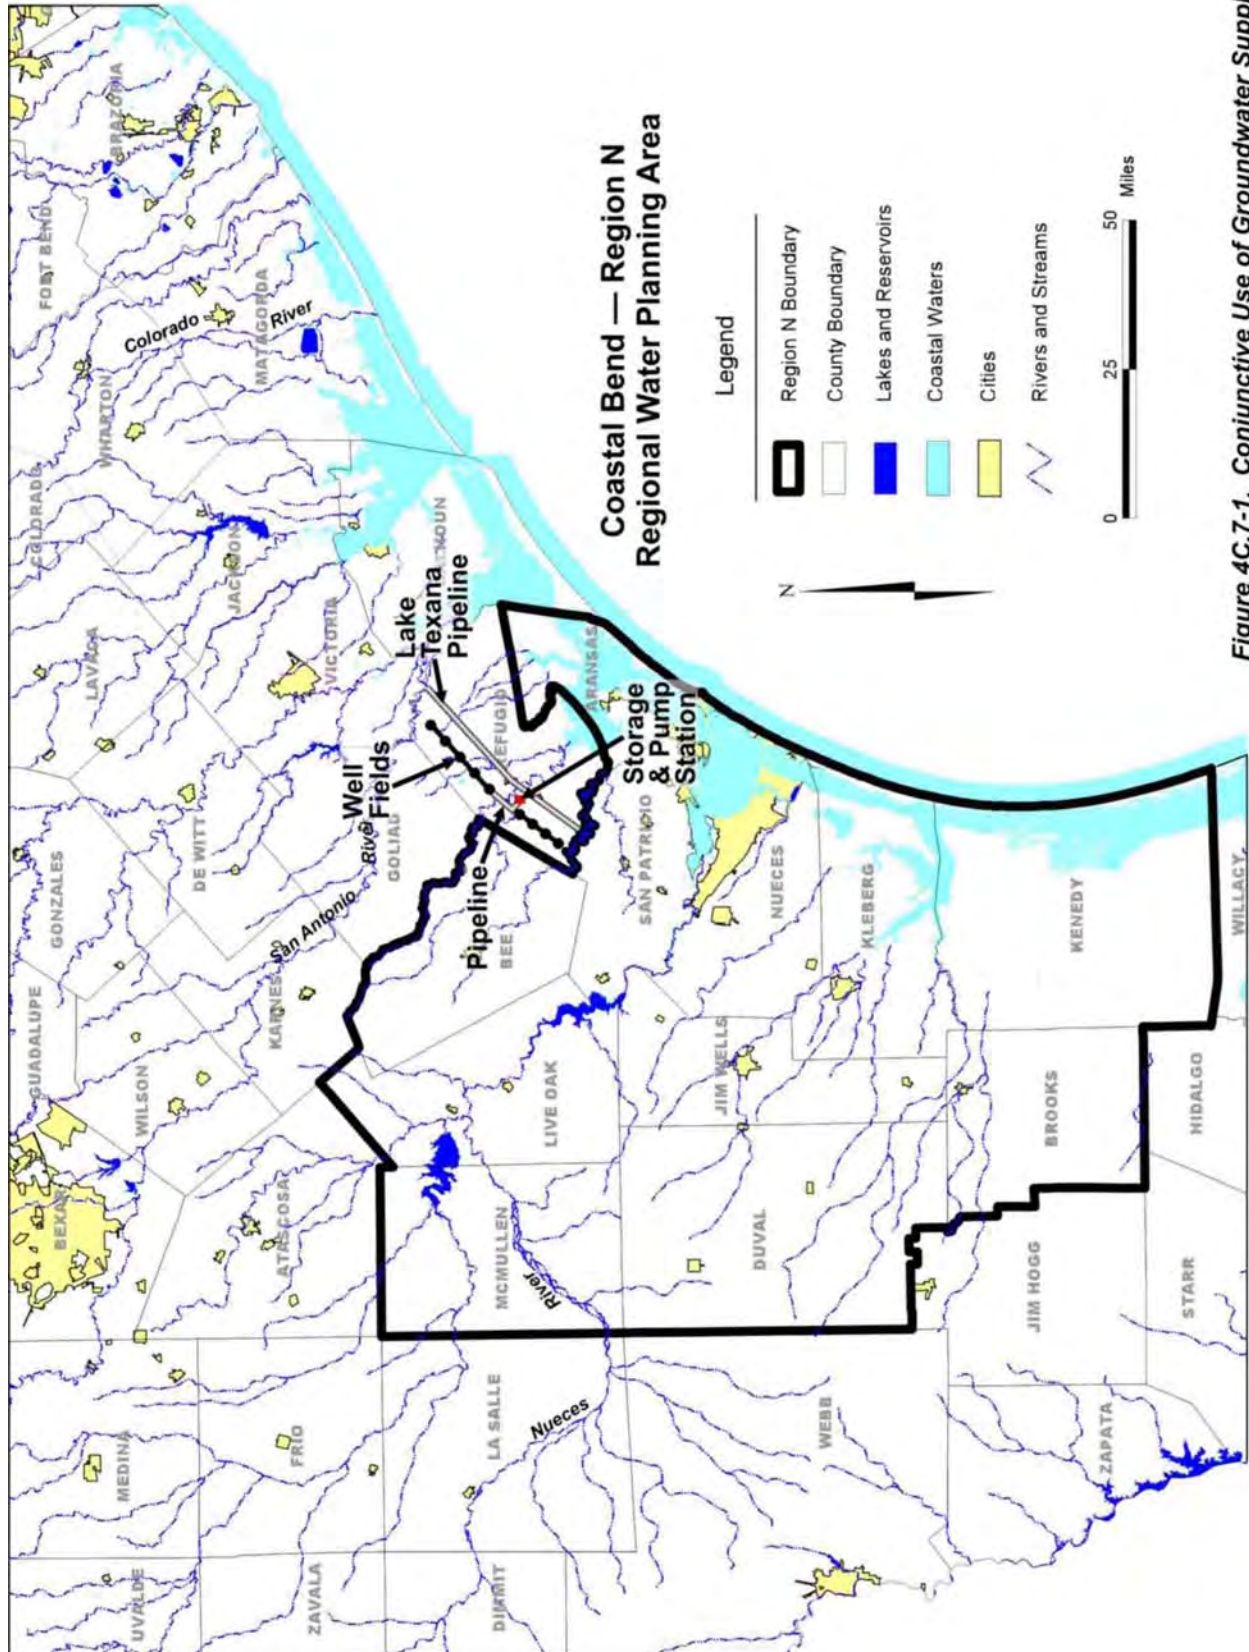 Coastal Bend — Region N
Regional Water Planning Area
Legend
Region N Boundary
County Boundary
Lakes and Reservoirs
Coastal Waters
Cities
Rivers and Streams
N
0
25
50
Miles
Figure 4C.7-1. Conjunctive Use of Groundwater
UVALDE
MEDINA
BEXAR
GUADALUPE
GONZALES
LAVACA
COLORADO
WHARTON
FORT BEND
BRAZORIA
MATAGORDA
Colorado
River
WILSON
DE WITT
JACKSON
ZAVALA
FRIO
ATASCOSA
KARNES
San Antonio
River
GOLIAD
VICTORIA
Well
Fields
Lake
Texana
Pipeline
Pipeline
Storage
& Pump
Station
DIMMIT
LA SALLE
Nueces
MCMULLEN
River
LIVE OAK
BEE
EFUGIO
HOUN
ARANSAS
SAN PATRICIO
WEBB
DUVAL
JIM WELLS
NUECES
KLEBERG
ZAPATA
JIM HOGG
BROOKS
KENEDY
STARR
HIDALGO
WILLACY